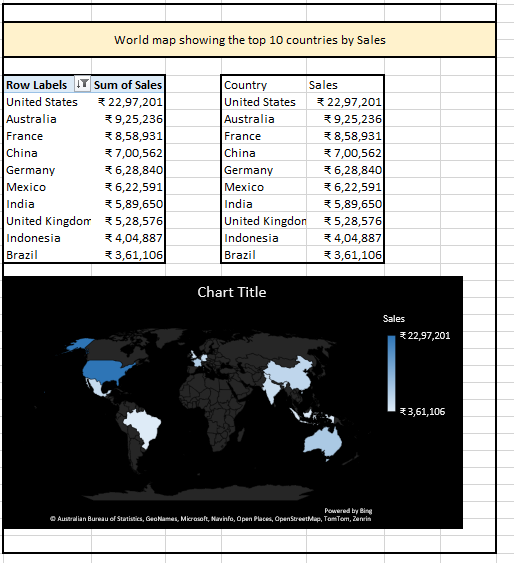 World map showing the top 10 countries by Sales
Row Labels Sum of Sales
United States ₹ 22,97,201
Australia ₹ 9,25,236
France ₹ 8,58,931
China ₹ 7,00,562
Germany ₹ 6,28,840
Mexico ₹ 6,22,591
India ₹ 5,89,650
United Kingdom ₹ 5,28,576
Indonesia ₹ 4,04,887
Brazil ₹ 3,61,106
Country Sales
United States ₹ 22,97,201
Australia ₹ 9,25,236
France ₹ 8,58,931
China ₹ 7,00,562
Germany ₹ 6,28,840
Mexico ₹ 6,22,591
India ₹ 5,89,650
United Kingdon ₹ 5,28,576
Indonesia ₹ 4,04,887
Brazil ₹ 3,61,106
Chart Title
Sales
₹ 22,97,201
₹ 3,61,106
Powered by Bing
© Australian Bureau of Statistics, GeoNames, Microsoft, Navinfo, Open Places, OpenStreetMap, TomTom, Zenrin